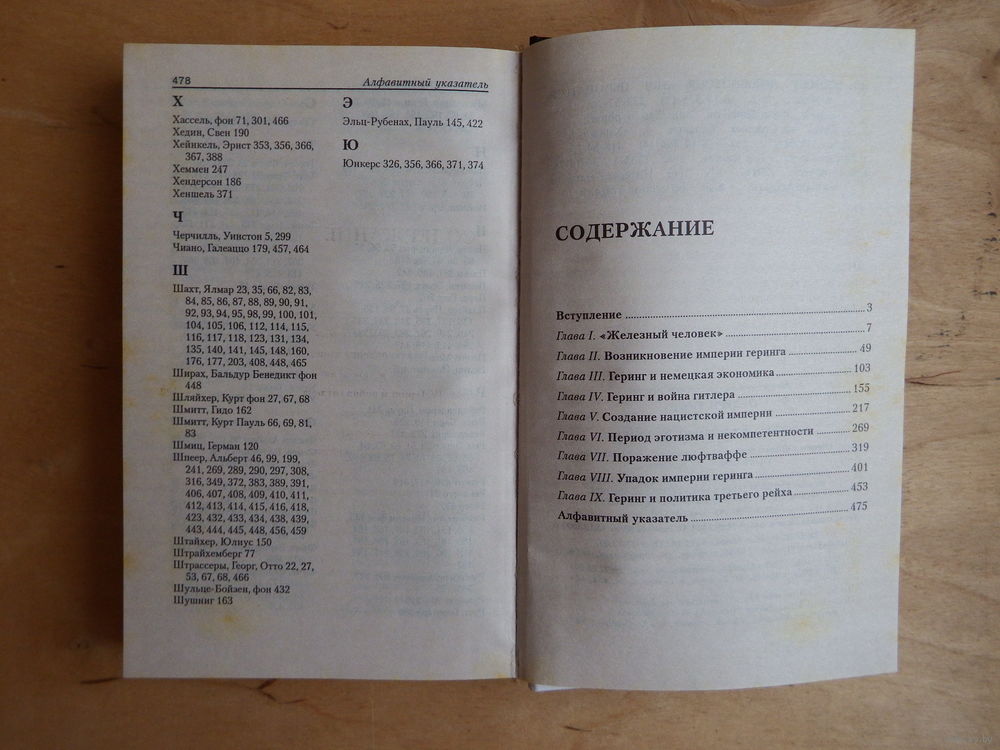 478
Алфавитный указатель
Х
Хассель, фон 71, 301, 466
Хедин, Свен 190
Хейнкель, Эрнст 353, 356, 366,
367, 388
Хеммен 247
Хендерсон 186
Хеншель 371
Ч
Черчилль, Уинстон 5, 299
Чиано, Галеаццо 179, 457, 464
Ш
Шахт, Ялмар 23, 35, 66, 82, 83,
84, 85, 86, 87, 88, 89, 90, 91,
92, 93, 94, 95, 98, 99, 100, 101,
104, 105, 106, 112, 114, 115,
116, 117, 118, 123, 131, 134,
135, 140, 141, 145, 148, 160,
176, 177, 203, 408, 448, 465
Ширах, Бальдур Бенедикт фон
448
Шляйхер, Курт фон 27, 67, 68
Шмитт, Гидо 162
Шмитт, Курт Пауль 66, 69, 81,
83
Шмиц, Герман 120
Шпеер, Альберт 46, 99, 199,
241, 269, 289, 290, 297, 308,
316, 349, 372, 383, 389, 391,
406, 407, 408, 409, 410, 411,
412, 413, 414, 415, 416, 418,
423, 432, 433, 434, 438, 439,
443, 444, 445, 448, 456, 459
Штайхер, Юлиус 150
Штрайхемберг 77
Штрассеры, Георг, Отто 22, 27,
53, 67, 68, 466
Шульце-Бойзен, фон 432
Шушниг 163
Э
Эльц-Рубенах, Пауль 145, 422
Ю
Юнкерс 326, 356, 366, 371, 374
СОДЕРЖАНИЕ
Вступление 3
Глава I. «Железный человек» 7
Глава II. Возникновение империи геринга 49
Глава III. Геринг и немецкая экономика 103
Глава IV. Геринг и война гитлера 155
Глава V. Создание нацистской империи 217
Глава VI. Период эготизма и некомпетентности 269
Глава VII. Поражение люфтваффе 319
Глава VIII. Упадок империи геринга 401
Глава IX. Геринг и политика третьего рейха 453
Алфавитный указатель 475